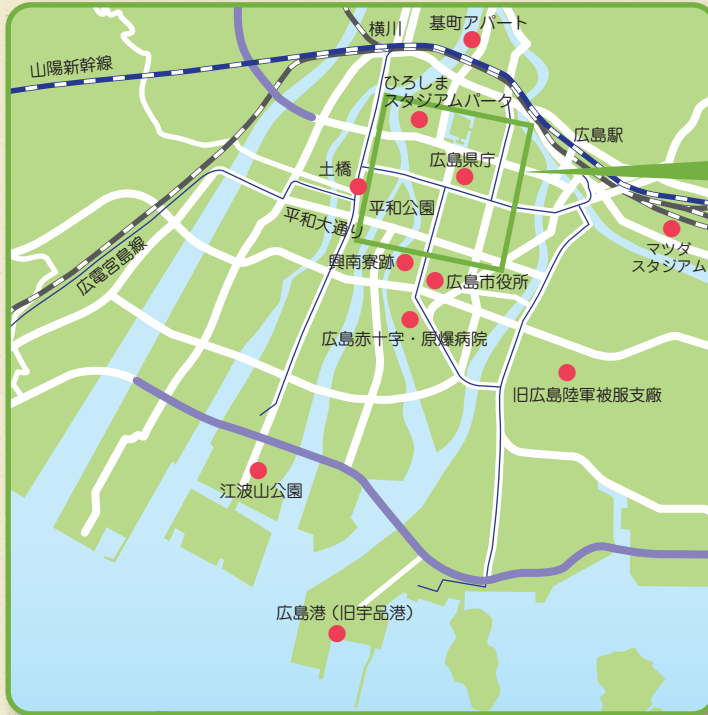 基町アパート
横川
山陽新幹線
ひろしま
スタジアムパーク
広島駅
広島県庁
土橋
平和公園
平和大通り
マツダ
スタジアム
広電宮島線
興南寮跡
広島市役所
広島赤十字・原爆病院
旧広島陸軍被服支廠
江波山公園
広島港（旧宇品港）